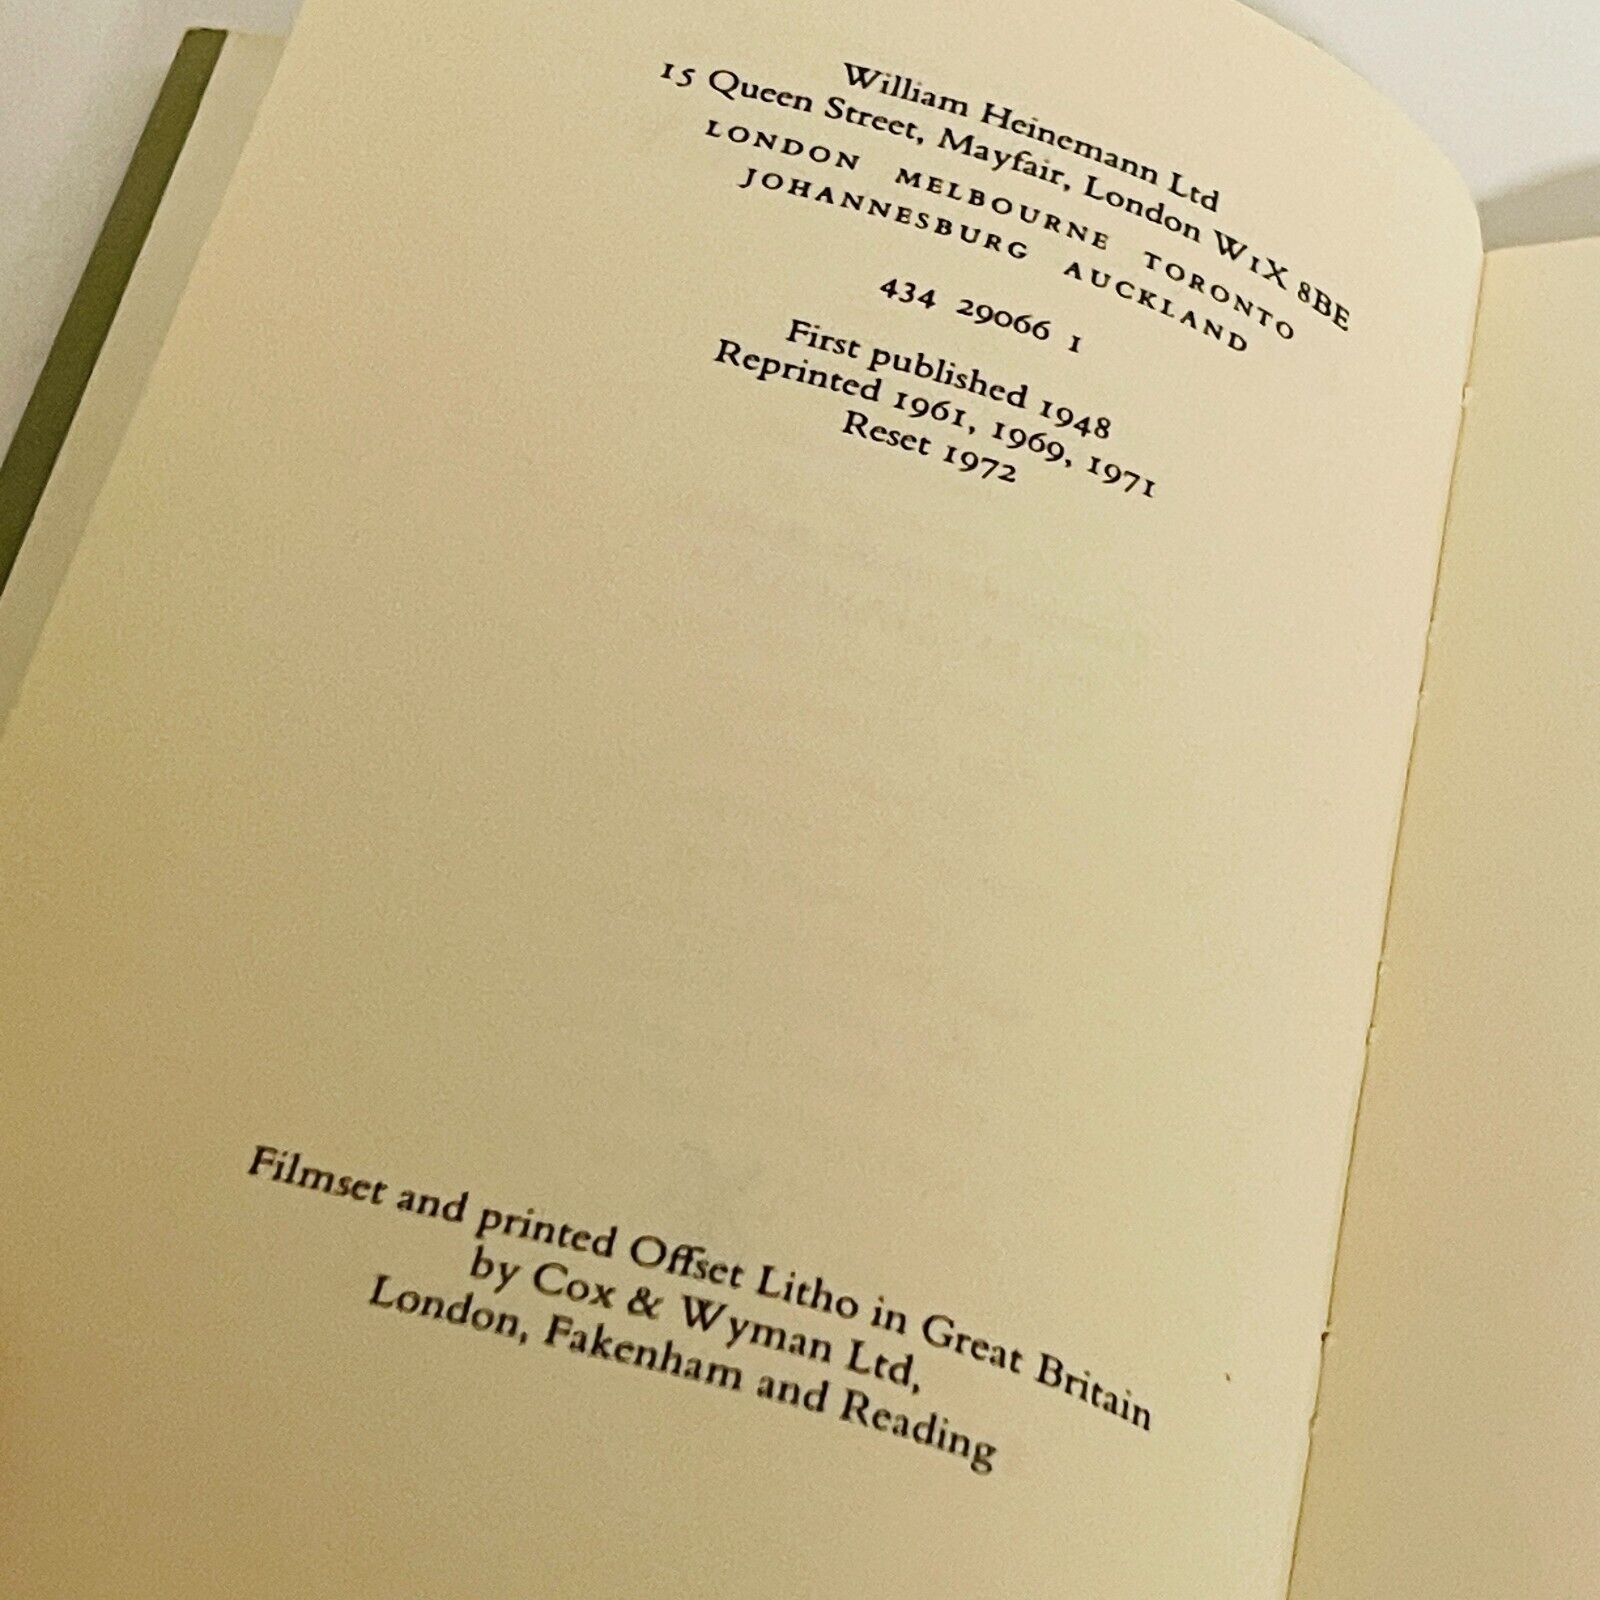 William Heinemann Ltd
15 Queen Street, Mayfair, London W1X 8BE
LONDON MELBOURNE TORONTO
JOHANNESBURG AUCKLAND
434 29066 1
First published 1948
Reprinted 1961, 1969, 1971
Reset 1972
Filmset and printed Offset Litho in Great Britain
by Cox & Wyman Ltd,
London, Fakenham and Reading